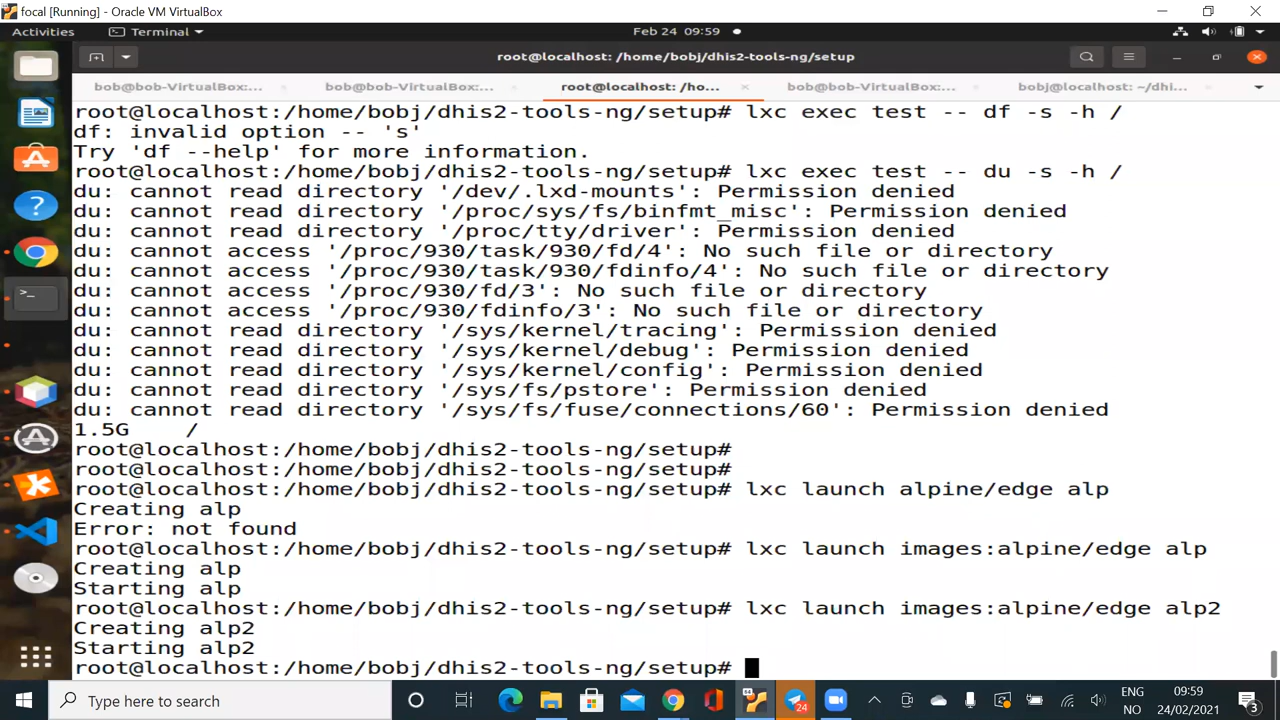 focal [Running] - Oracle VM VirtualBox
Activities
Terminal
Feb 24 09:59
root@localhost: /home/bobj/dhis2-tools-ng/setup
bob@bob-VirtualBox:...
bob@bob-VirtualBox:...
root@localhost: /ho...
bob@bob-VirtualBox:...
bobj@localhost: ~/dhi...
root@localhost:/home/bobj/dhis2-tools-ng/setup# lxc exec test -- df -s -h /
df: invalid option -- 's'
Try 'df --help' for more information.
root@localhost:/home/bobj/dhis2-tools-ng/setup# lxc exec test -- du -s -h /
du: cannot read directory '/dev/.lxd-mounts': Permission denied
du: cannot read directory '/proc/sys/fs/binfmt_misc': Permission denied
du: cannot read directory '/proc/tty/driver': Permission denied
du: cannot access '/proc/930/task/930/fd/4': No such file or directory
du: cannot access '/proc/930/task/930/fdinfo/4': No such file or directory
du: cannot access '/proc/930/fd/3': No such file or directory
du: cannot access '/proc/930/fdinfo/3': No such file or directory
du: cannot read directory '/sys/kernel/tracing': Permission denied
du: cannot read directory '/sys/kernel/debug': Permission denied
du: cannot read directory '/sys/kernel/config': Permission denied
du: cannot read directory '/sys/fs/pstore': Permission denied
du: cannot read directory '/sys/fs/fuse/connections/60': Permission denied
1.5G    /
root@localhost:/home/bobj/dhis2-tools-ng/setup#
root@localhost:/home/bobj/dhis2-tools-ng/setup#
root@localhost:/home/bobj/dhis2-tools-ng/setup# lxc launch alpine/edge alp
Creating alp
Error: not found
root@localhost:/home/bobj/dhis2-tools-ng/setup# lxc launch images:alpine/edge alp
Creating alp
Starting alp
root@localhost:/home/bobj/dhis2-tools-ng/setup# lxc launch images:alpine/edge alp2
Creating alp2
Starting alp2
root@localhost:/home/bobj/dhis2-tools-ng/setup#
Type here to search
24
ENG
NO
09:59
24/02/2021
3